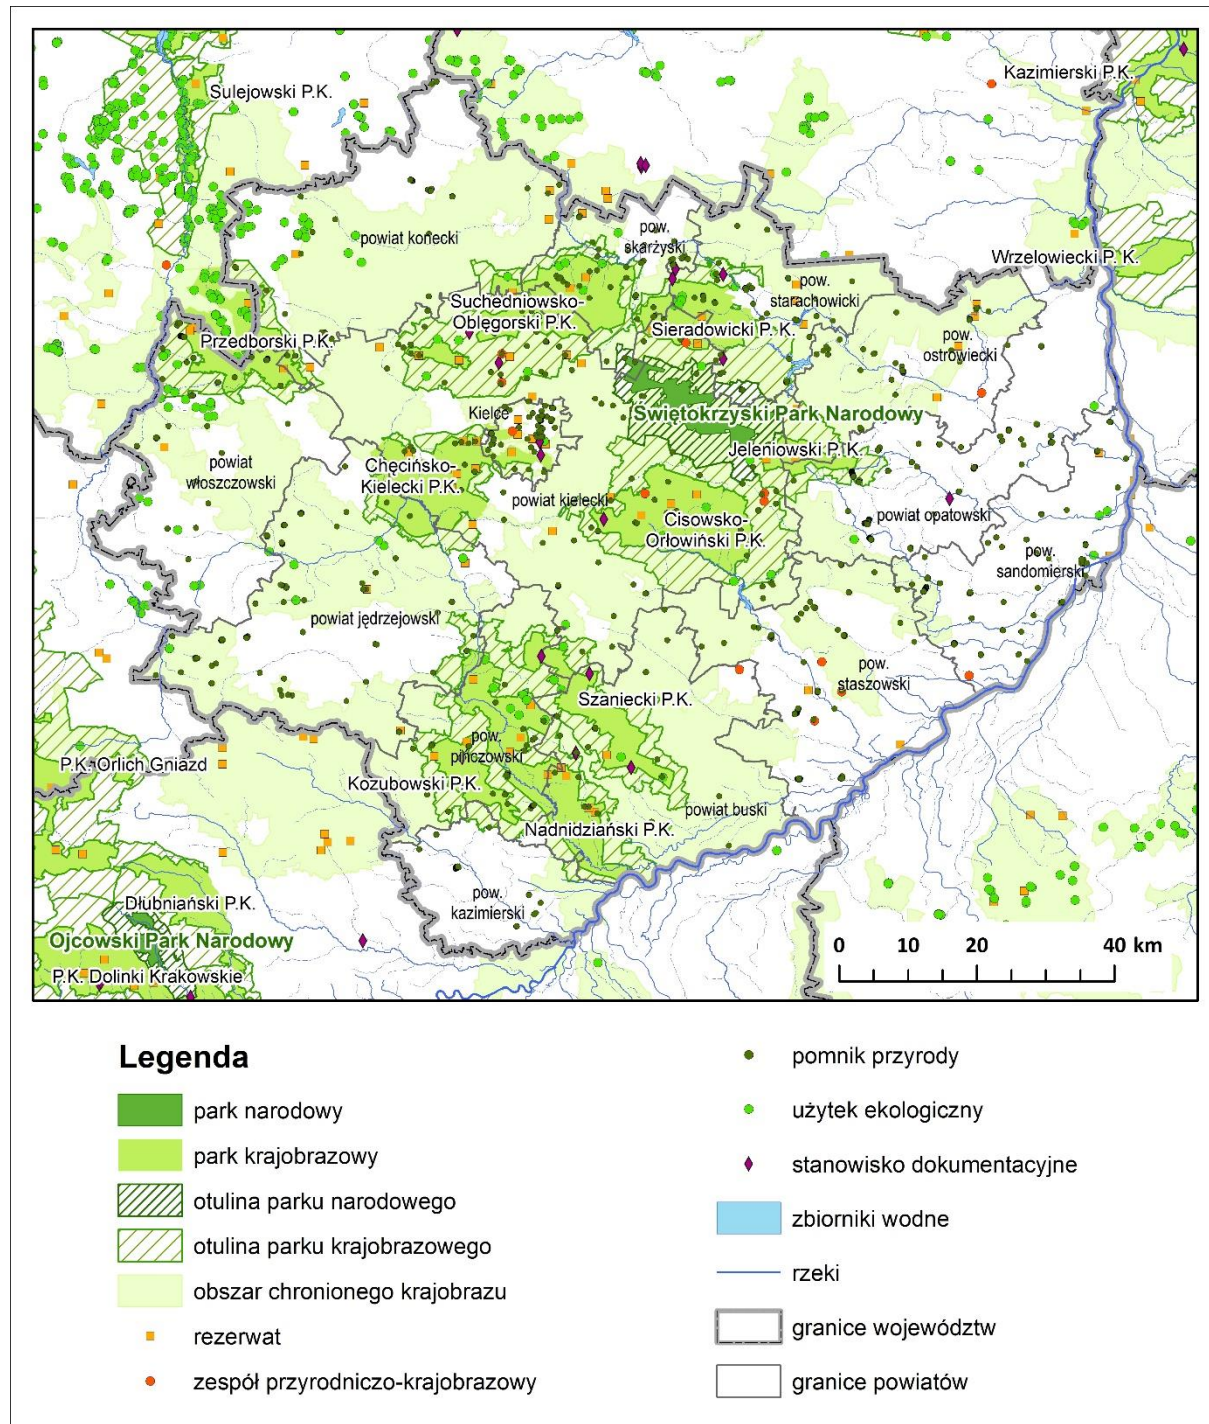 Sulejowski P.K.
Kazimierski P.K.
powiat konecki
pow.
skarżyski
Wrzelowiecki P. K.
Suchedniowsko-
Oblęgorski P.K.
pow.
starachowicki
Sieradowicki P. K.
Przedborski P.K.
pow.
ostrowiecki
Świętokrzyski Park Narodowy
Kielce
Jeleniowski P.K.
powiat
włoszczowski
Chęcińsko-
Kielecki P.K.
powiat kielecki
Cisowsko-
Orłowiński P.K.
powiat opatowski
pow.
sandomierski
powiat jędrzejowski
pow.
staszowski
Szaniecki P.K.
pow.
pińczowski
P.K. Orlich Gniazd
Kozubowski P.K.
powiat buski
Nadnidziański P.K.
pow.
kazimierski
Dłubniański P.K.
Ojcowski Park Narodowy
P.K. Dolinki Krakowskie
0 10 20 40 km
Legenda
park narodowy
park krajobrazowy
otulina parku narodowego
otulina parku krajobrazowego
obszar chronionego krajobrazu
rezerwat
zespół przyrodniczo-krajobrazowy
pomnik przyrody
użytek ekologiczny
stanowisko dokumentacyjne
zbiorniki wodne
rzeki
granice województw
granice powiatów